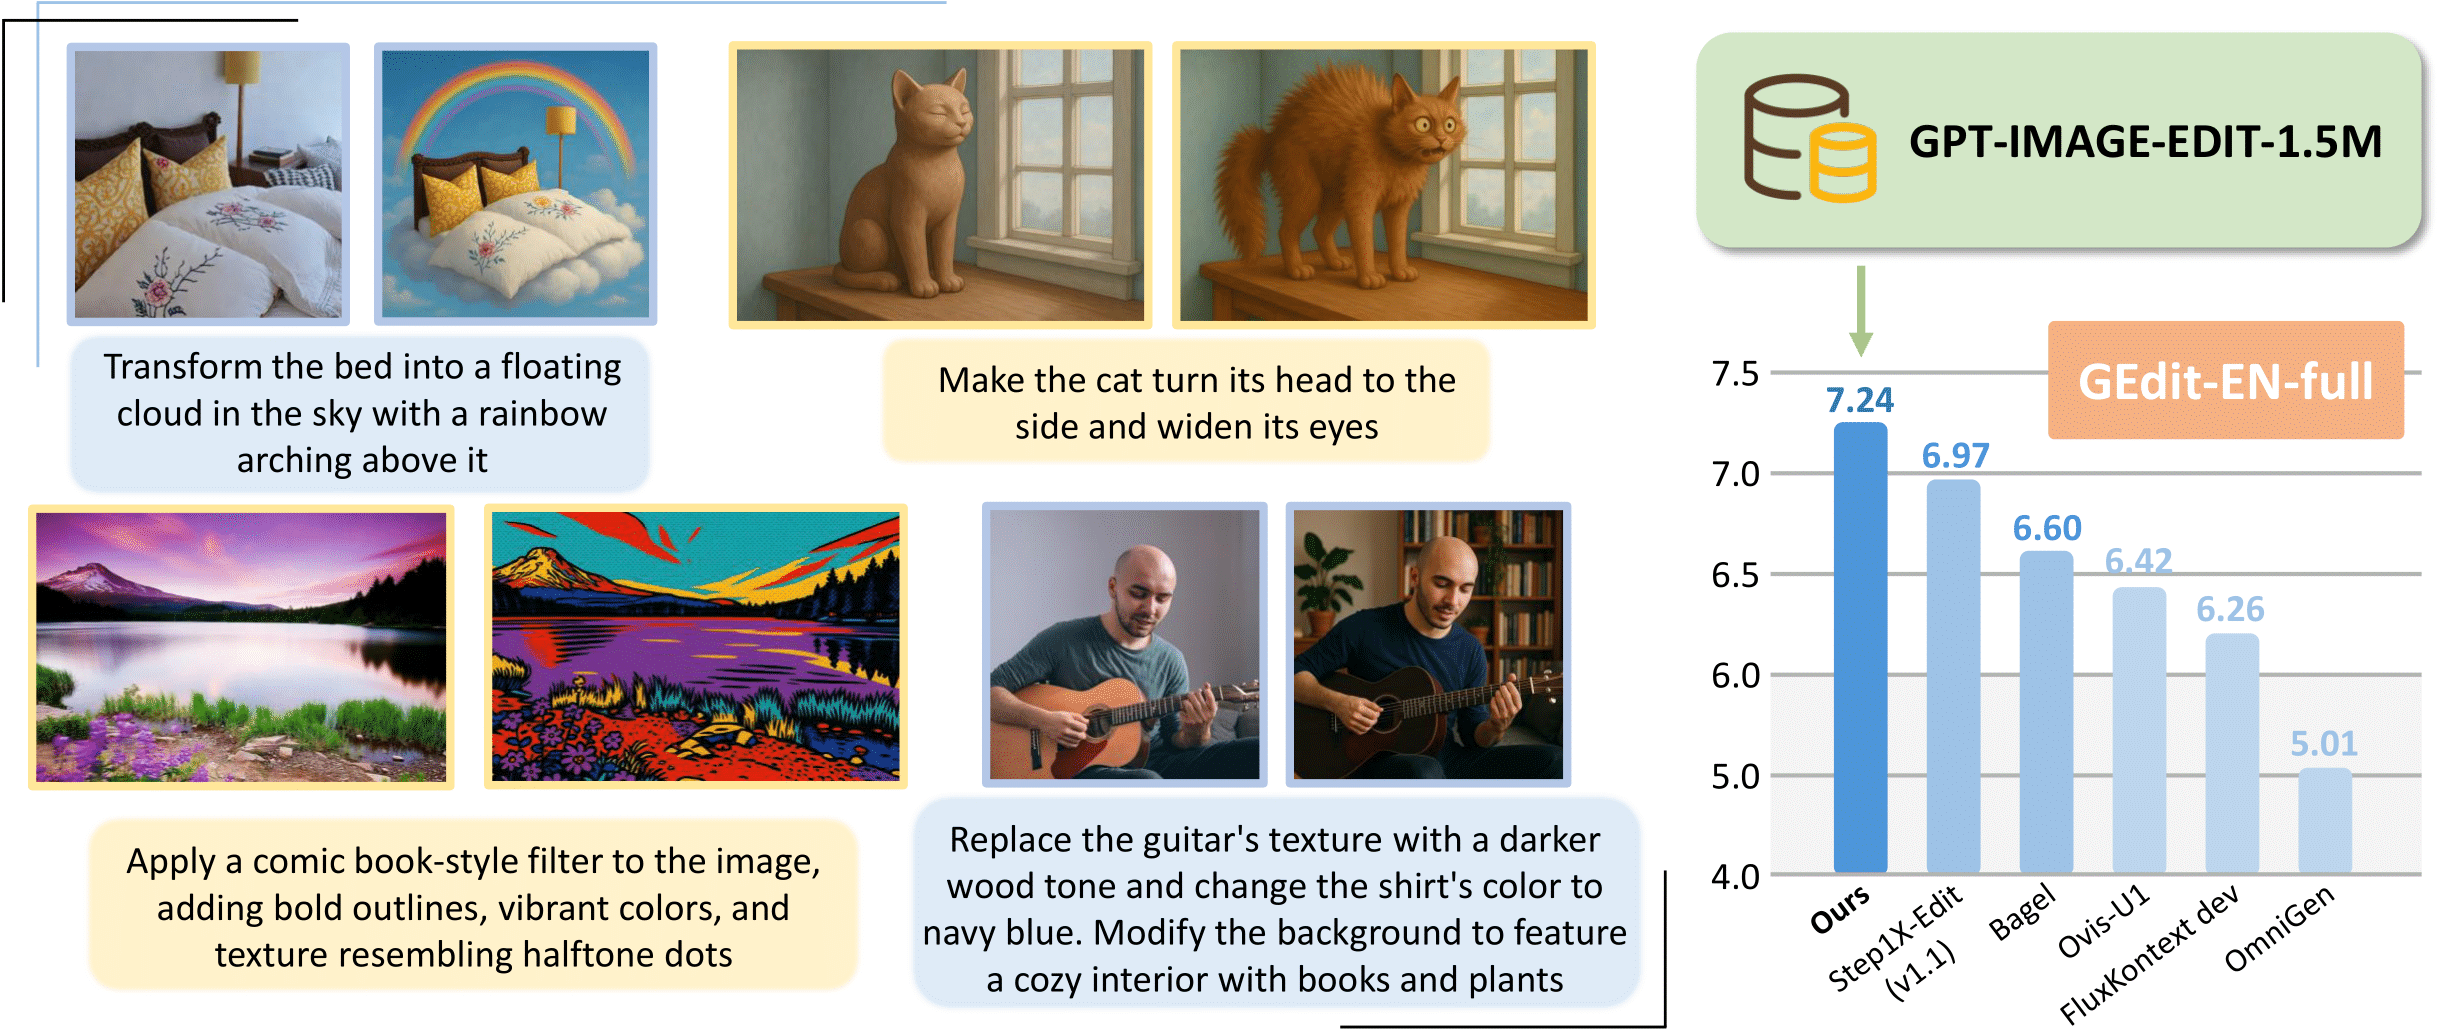 Transform the bed into a floating
cloud in the sky with a rainbow
arching above it
Make the cat turn its head to the
side and widen its eyes
Apply a comic book-style filter to the image,
adding bold outlines, vibrant colors, and
texture resembling halftone dots
Replace the guitar's texture with a darker
wood tone and change the shirt's color to
navy blue. Modify the background to feature
a cozy interior with books and plants
GPT-IMAGE-EDIT-1.5M
GEdit-EN-full
7.5
7.0
6.5
6.0
5.0
4.0
7.24
6.97
6.60
6.42
6.26
5.01
Ours
Step1X-Edit
(v1.1)
Bagel
Ovis-U1
FluxKontext dev
OmniGen